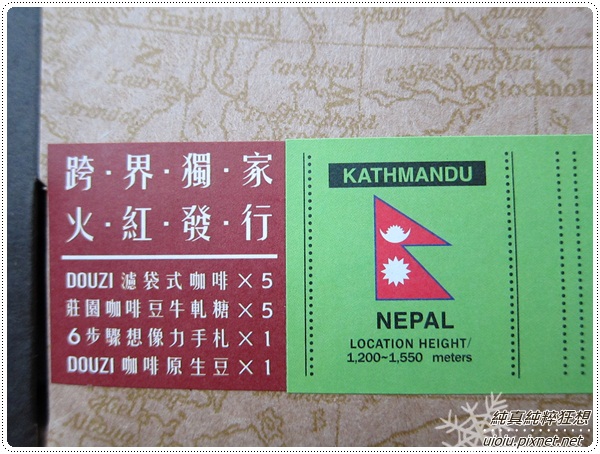 跨·界·獨·家
火·紅·發·行
DOUZI 濾袋式咖啡 × 5
莊園咖啡豆牛軋糖 × 5
6步驟想像力手札 × 1
DOUZI 咖啡原生豆 × 1
KATHMANDU
NEPAL
LOCATION HEIGHT/
1,200~1,550 meters
Upsala
Stockholm
純真純粹狂想
uioiu.pixnet.net